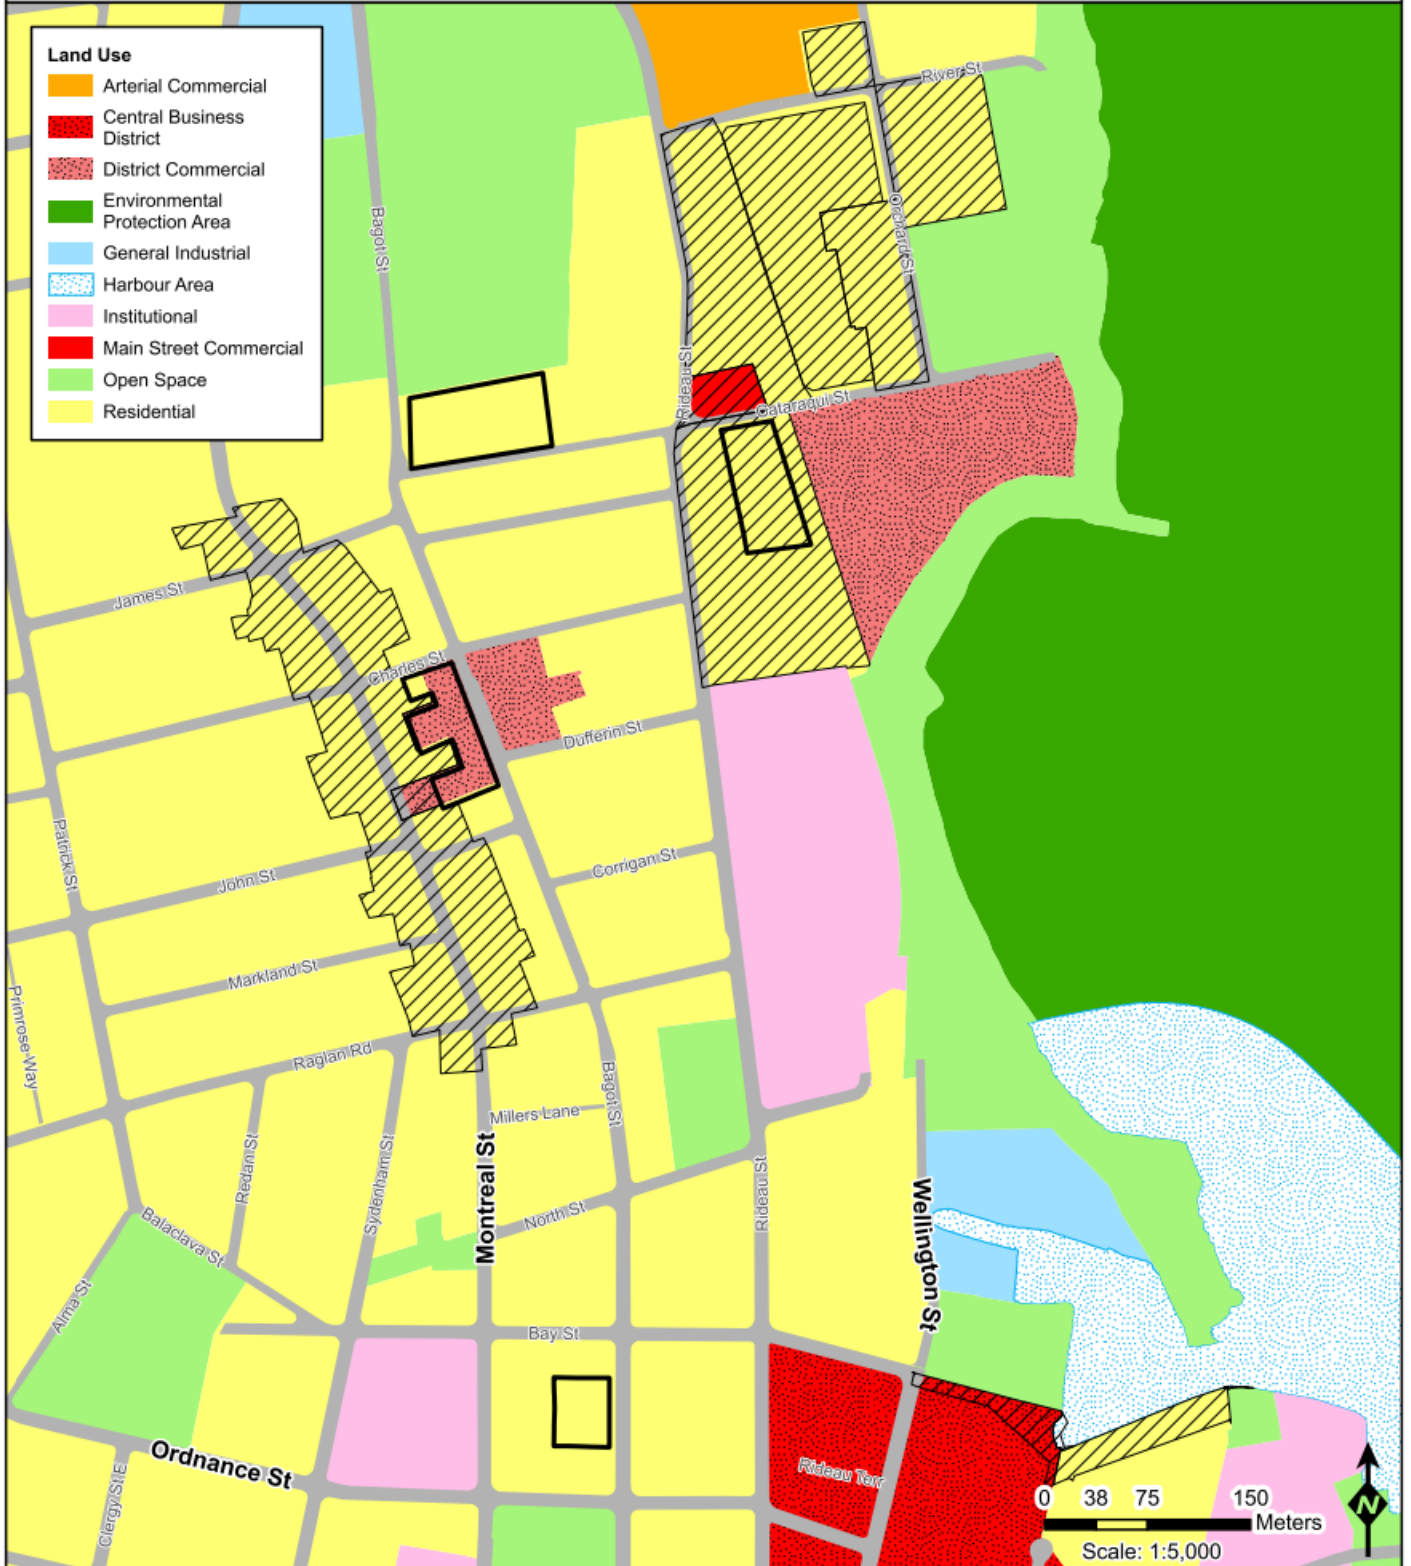 Land Use
Arterial Commercial
Central Business
District
District Commercial
Environmental
Protection Area
General Industrial
Harbour Area
Institutional
Main Street Commercial
Open Space
Residential
River St
Bagot St
Orchard St
Rideau St
Cataraqui St
James St
Charles St
Dufferin St
Patrick St
John St
Corrigan St
Markland St
Primrose Way
Raglan Rd
Bagot St
Millers Lane
Redan St
Sydenham St
Montreal St
Rideau St
North St
Wellington St
Balaclava St
Alma St
Bay St
Ordnance St
Clergy St E
Rideau Terr
N
0 38 75 150
Meters
Scale: 1:5,000